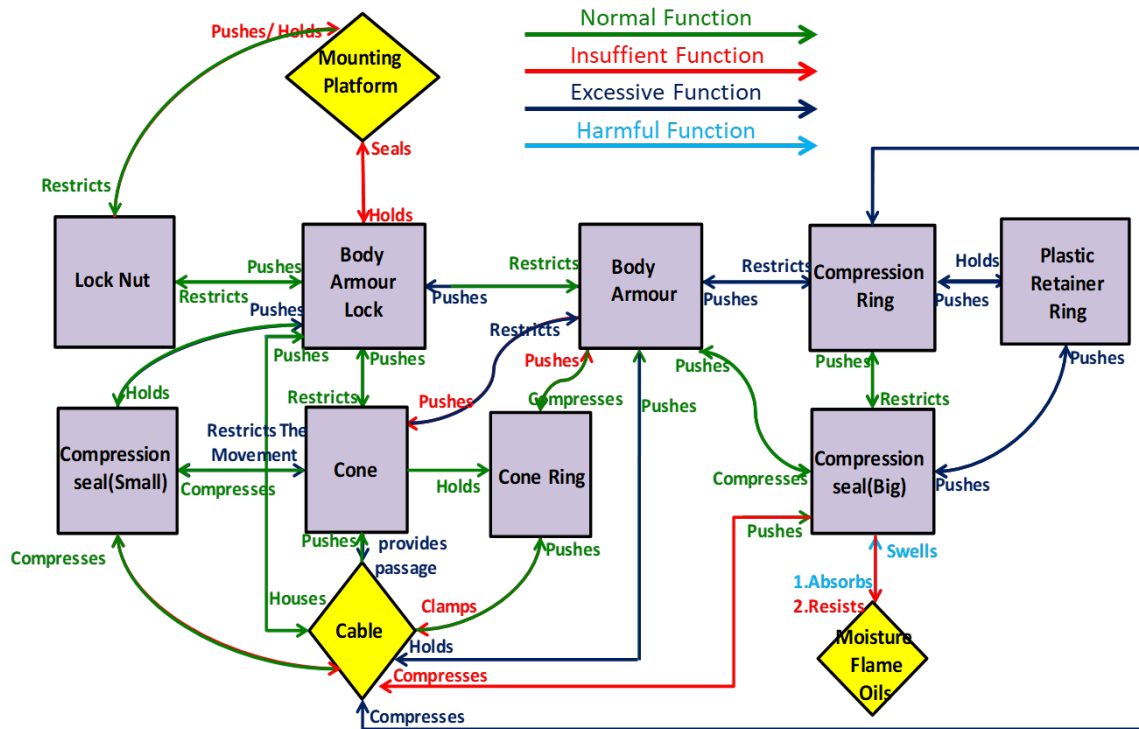 Normal Function
Insuffient Function
Excessive Function
Harmful Function
Pushes/ Holds
Mounting
Platform
Seals
Restricts
Holds
Lock Nut
Pushes
Restricts
Body
Armour
Lock
Restricts
Pushes
Body
Armour
Restricts
Pushes
Compression
Ring
Holds
Pushes
Plastic
Retainer
Ring
Pushes
Pushes
Pushes
Restricts
Holds
Restricts
Pushes
Pushes
Compresses
Pushes
Pushes
Pushes
Restricts
Pushes
Compression
seal(Small)
Restricts The
Movement
Compresses
Cone
Holds
Cone Ring
Compresses
Compression
seal(Big)
Pushes
Pushes
Swells
Compresses
Pushes
provides
passage
Pushes
1.Absorbs
2.Resists
Houses
Clamps
Cable
Holds
Compresses
Compresses
Moisture
Flame
Oils